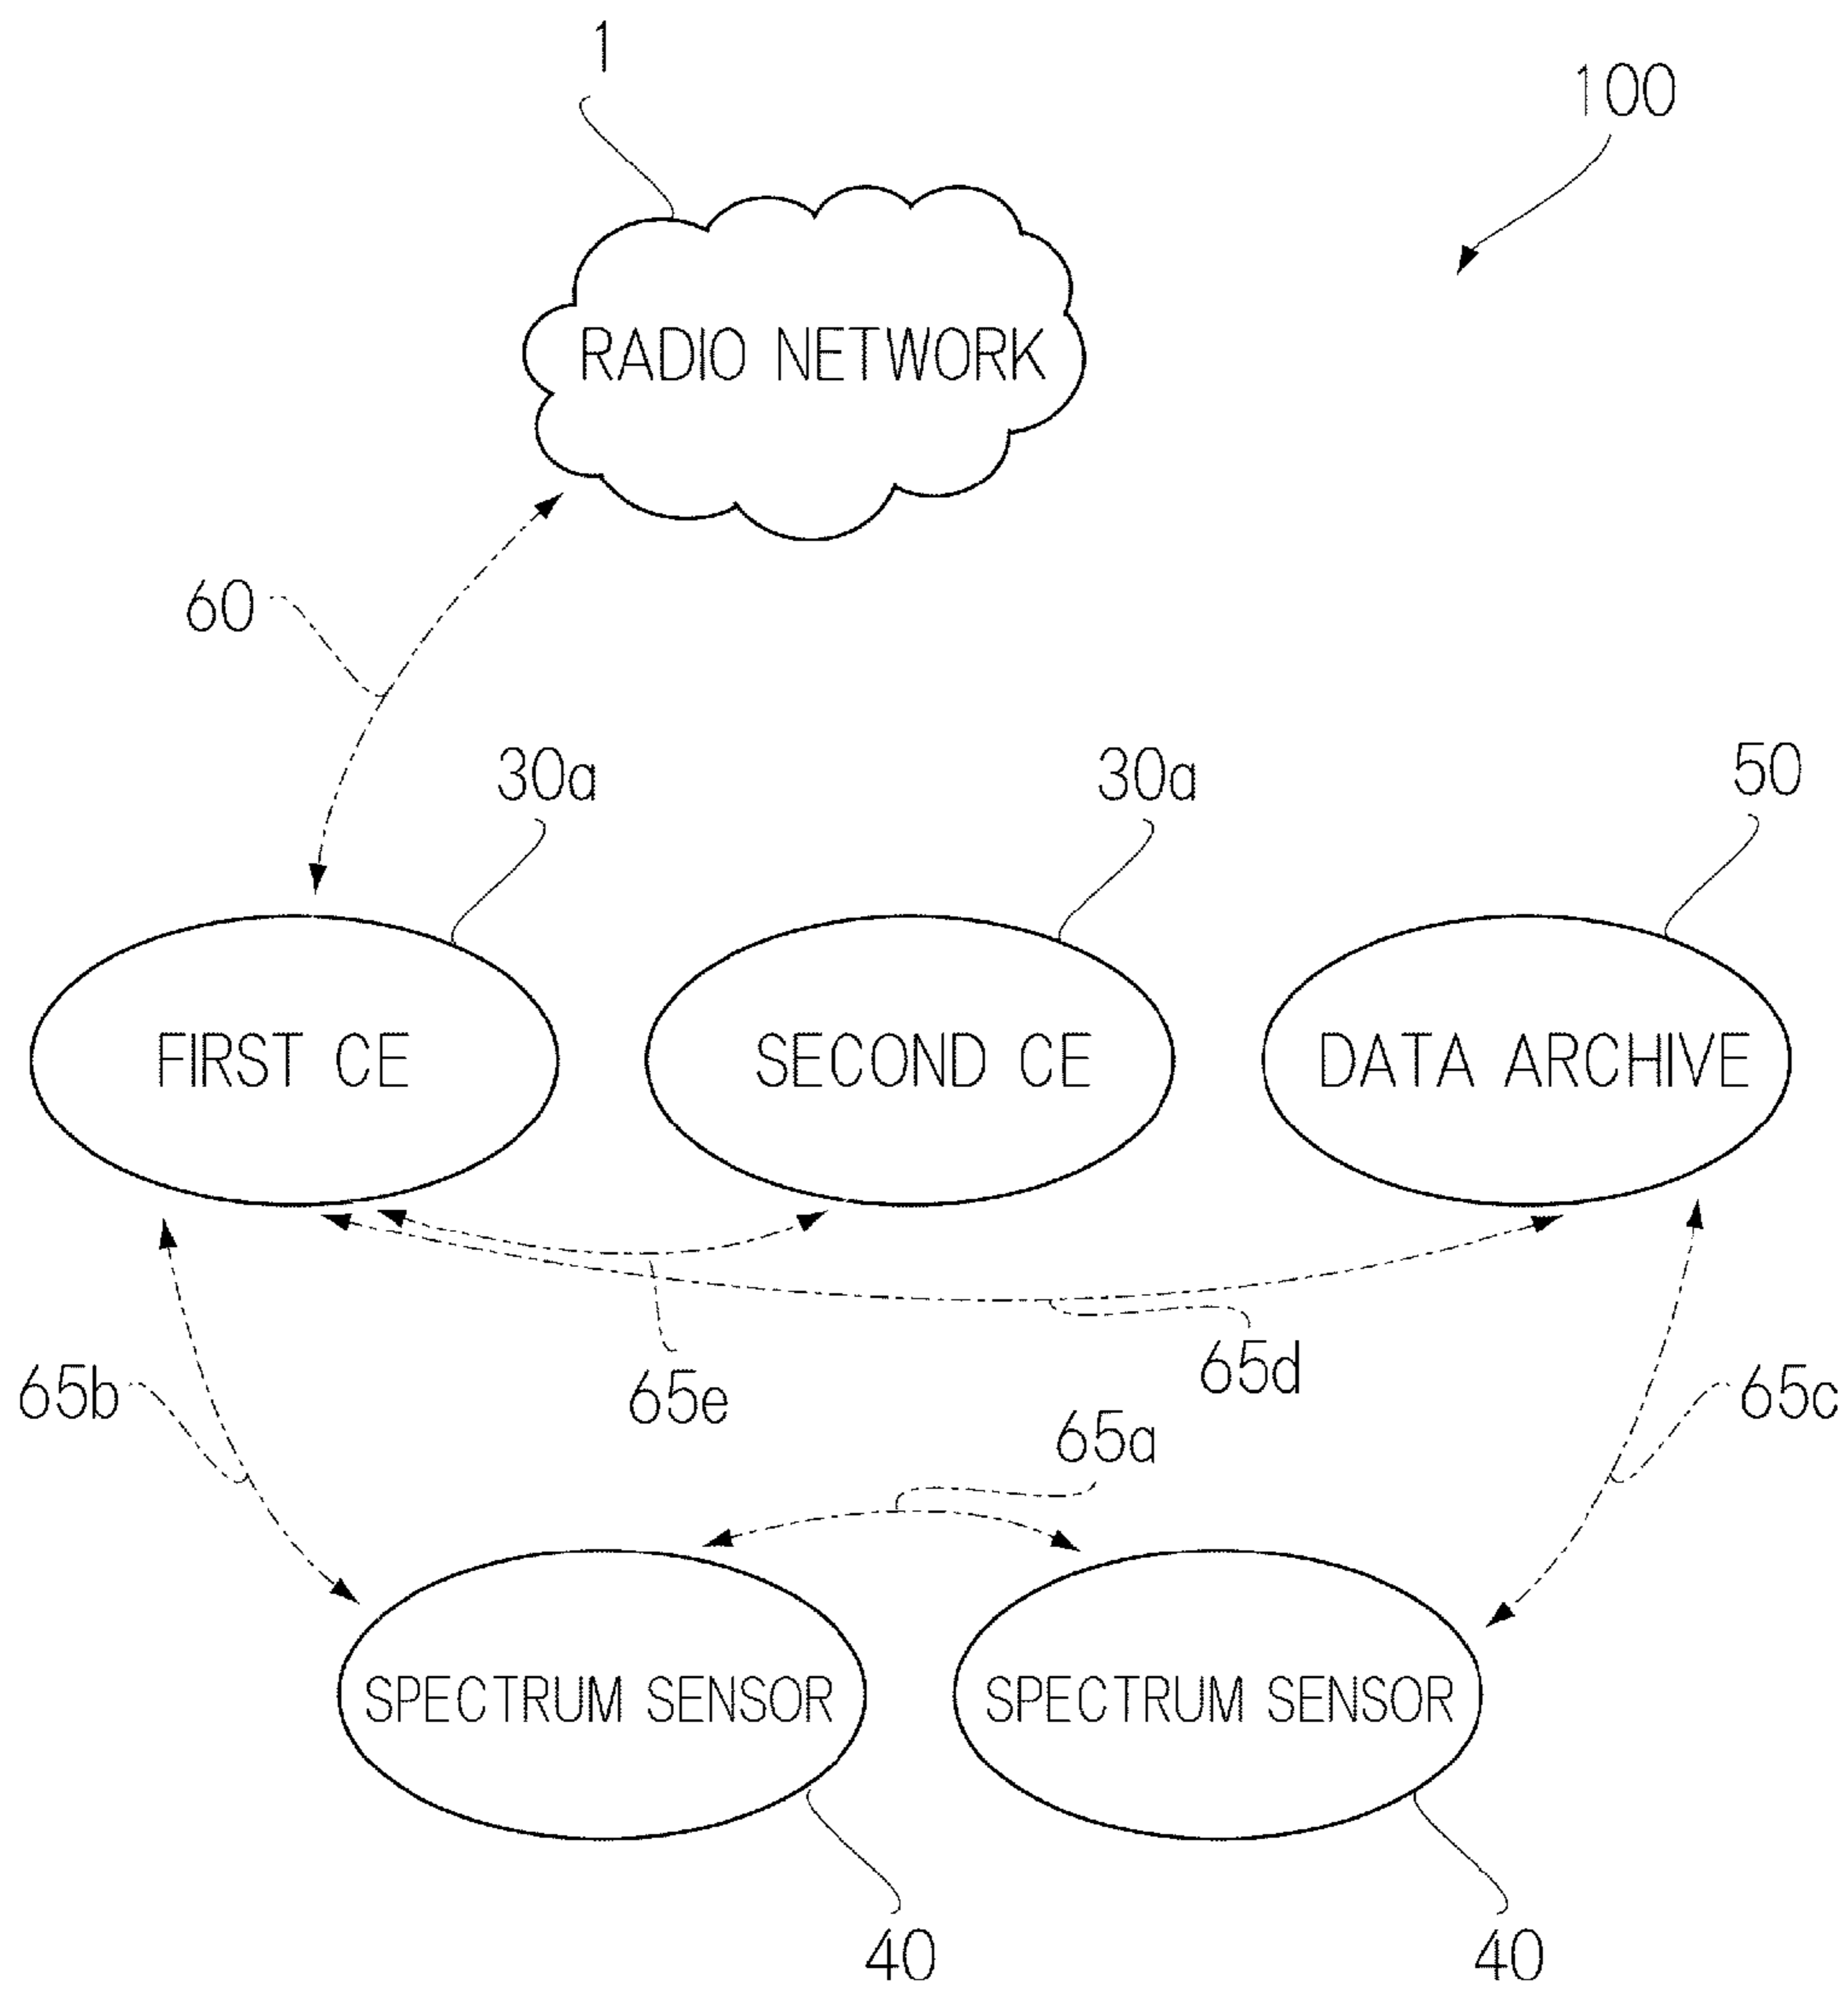 1
100
RADIO NETWORK
60
30a
30a
50
FIRST CE
SECOND CE
DATA ARCHIVE
65b
65e
65d
65c
65a
SPECTRUM SENSOR
SPECTRUM SENSOR
40
40